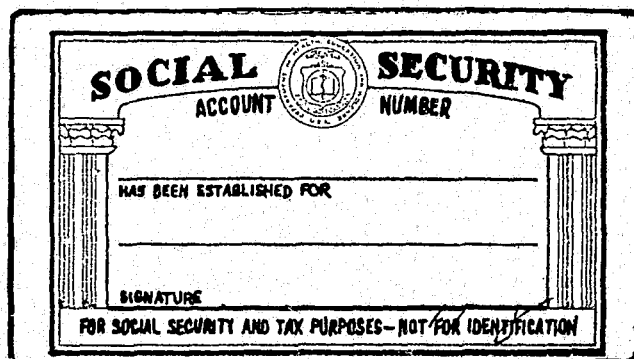 SOCIAL SECURITY
ACCOUNT NUMBER
HAS BEEN ESTABLISHED FOR
SIGNATURE
FOR SOCIAL SECURITY AND TAX PURPOSES—NOT FOR IDENTIFICATION